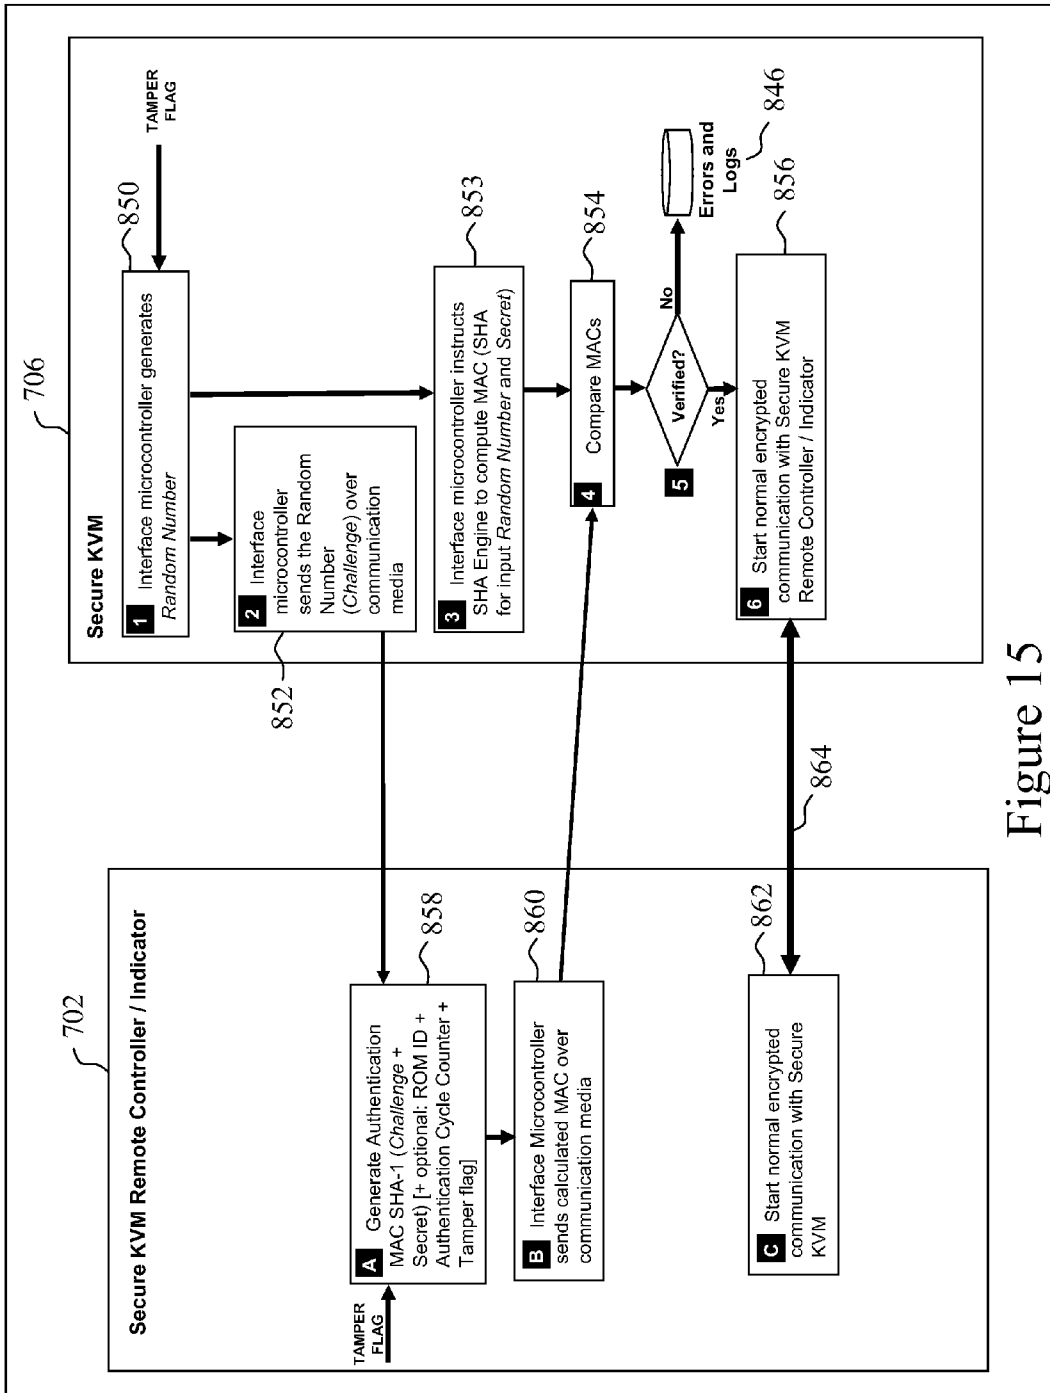 702
Secure KVM Remote Controller / Indicator
TAMPER
FLAG
A Generate Authentication
MAC SHA-1 (Challenge +
Secret) [+ optional: ROM ID +
Authentication Cycle Counter +
Tamper flag]
858
B Interface Microcontroller
sends calculated MAC over
communication media
860
C Start normal encrypted
communication with Secure
KVM
862
864
706
Secure KVM
TAMPER
FLAG
1 Interface microcontroller generates
Random Number
850
2 Interface
microcontroller
sends the Random
Number
(Challenge) over
communication
media
852
3 Interface microcontroller instructs
SHA Engine to compute MAC (SHA
for input Random Number and Secret)
853
4 Compare MACs
854
5 Verified?
No
Yes
Errors and
Logs
846
6 Start normal encrypted
communication with Secure KVM
Remote Controller / Indicator
856
Figure 15